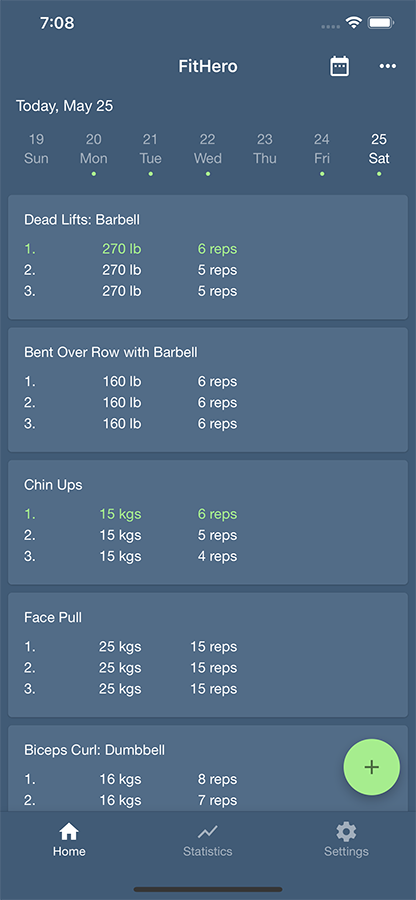 7:08
FitHero
Today, May 25
19 20 21 22 23 24 25
Sun Mon Tue Wed Thu Fri Sat
Dead Lifts: Barbell
1. 270 lb 6 reps
2. 270 lb 5 reps
3. 270 lb 5 reps
Bent Over Row with Barbell
1. 160 lb 6 reps
2. 160 lb 6 reps
3. 160 lb 6 reps
Chin Ups
1. 15 kgs 6 reps
2. 15 kgs 5 reps
3. 15 kgs 4 reps
Face Pull
1. 25 kgs 15 reps
2. 25 kgs 15 reps
3. 25 kgs 15 reps
Biceps Curl: Dumbbell
1. 16 kgs 8 reps
2. 16 kgs 7 reps
Home Statistics Settings